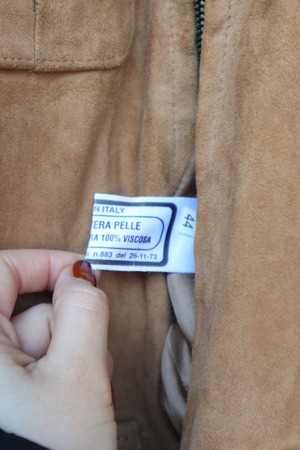 N ITALY
VERA PELLE
RA 100% VISCOSA
n.883 del 26-11-73
44